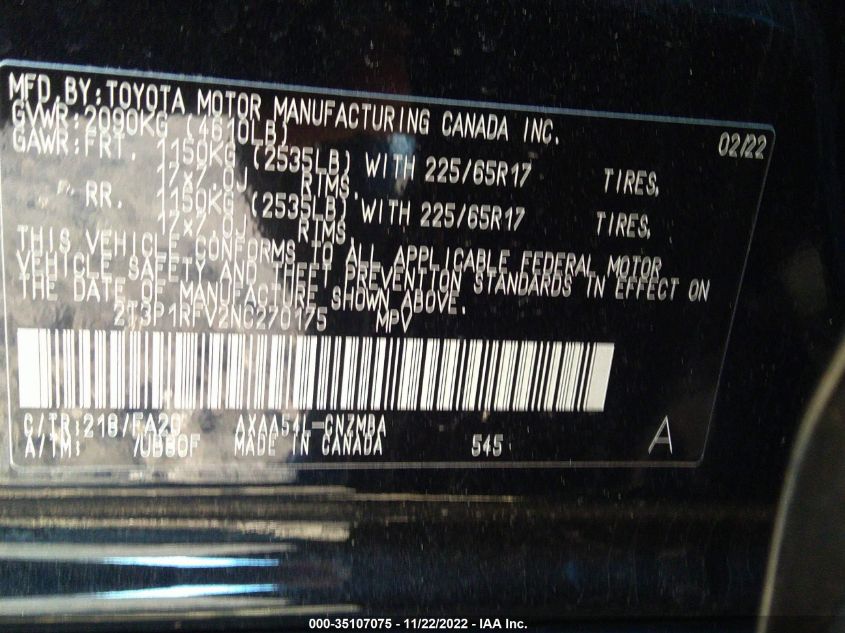 MFD.BY:TOYOTA MOTOR MANUFACTURING CANADA INC. 02/22
GVWR:2090KG (4610LB)
GAWR:FRT. 1150KG (2535LB) WITH 225/65R17 TIRES,
17X7.0J RIMS.
RR. 1150KG (2535LB) WITH 225/65R17 TIRES,
17X7.0J RIMS.
THIS VEHICLE CONFORMS TO ALL APPLICABLE FEDERAL MOTOR
VEHICLE SAFETY AND THEFT PREVENTION STANDARDS IN EFFECT ON
THE DATE OF MANUFACTURE SHOWN ABOVE.
2T3P1RFV2NC270175 MPV
C/TR:218/FA20 AXAA54L-CNZMBA
A/TM: /UB80F MADE IN CANADA 545 A
000-35107075 - 11/22/2022 - IAA Inc.